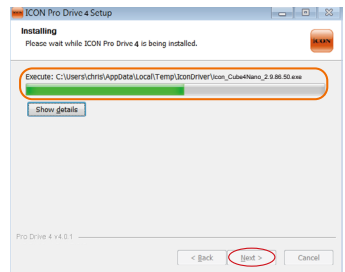 ICON Pro Drive 4 Setup
Installing
Please wait while ICON Pro Drive 4 is being installed.
ICON
Execute: C:\Users\chris\AppData\Local\Temp\IconDriver\Icon_Cube4Nano_2.9.86.50.exe
Show details
Pro Drive 4 v4.0.1
< Back
Next >
Cancel